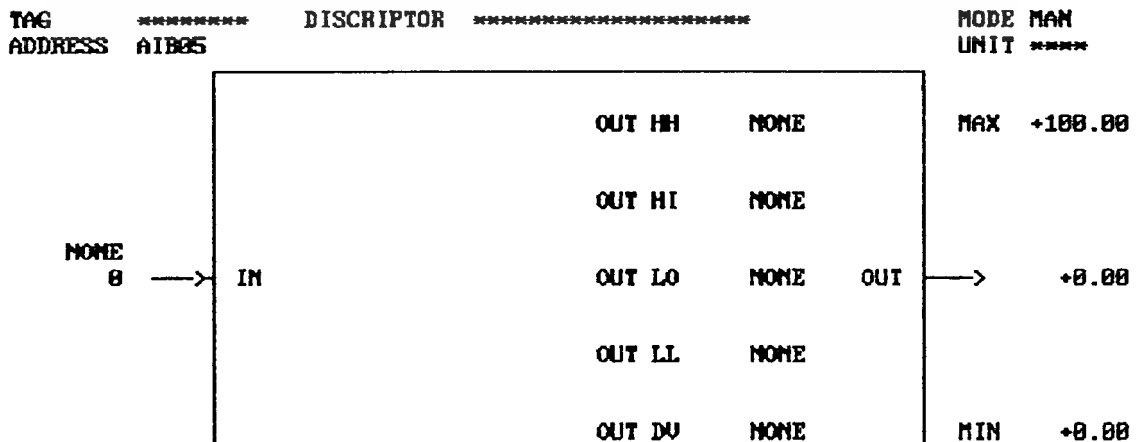 TAG ******** DISCRIPTOR ******************** MODE MAN
ADDRESS AIB05 UNIT ****
OUT HH NONE MAX +100.00
OUT HI NONE
NONE
0 IN OUT LO NONE OUT +0.00
OUT LL NONE
OUT DV NONE MIN +0.00